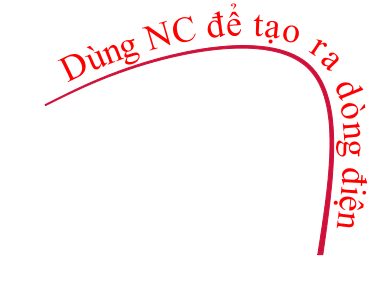 Dùng NC để tạo ra dòng điện